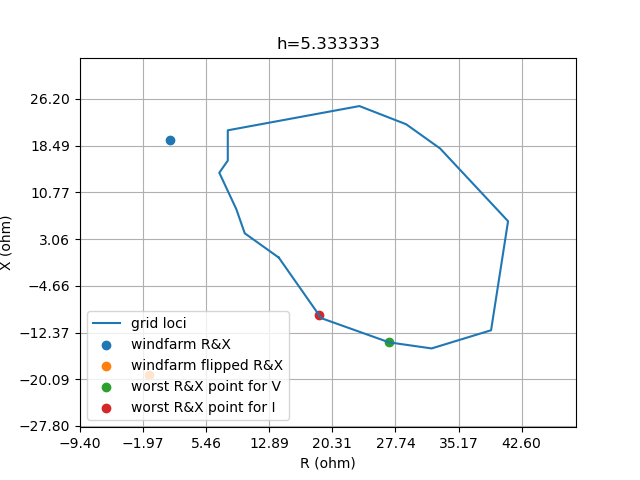 h=5.333333
X (ohm)
26.20
18.49
10.77
3.06
−4.66
−12.37
−20.09
−27.80
grid loci
windfarm R&X
windfarm flipped R&X
worst R&X point for V
worst R&X point for I
−9.40 −1.97 5.46 12.89 20.31 27.74 35.17 42.60
R (ohm)